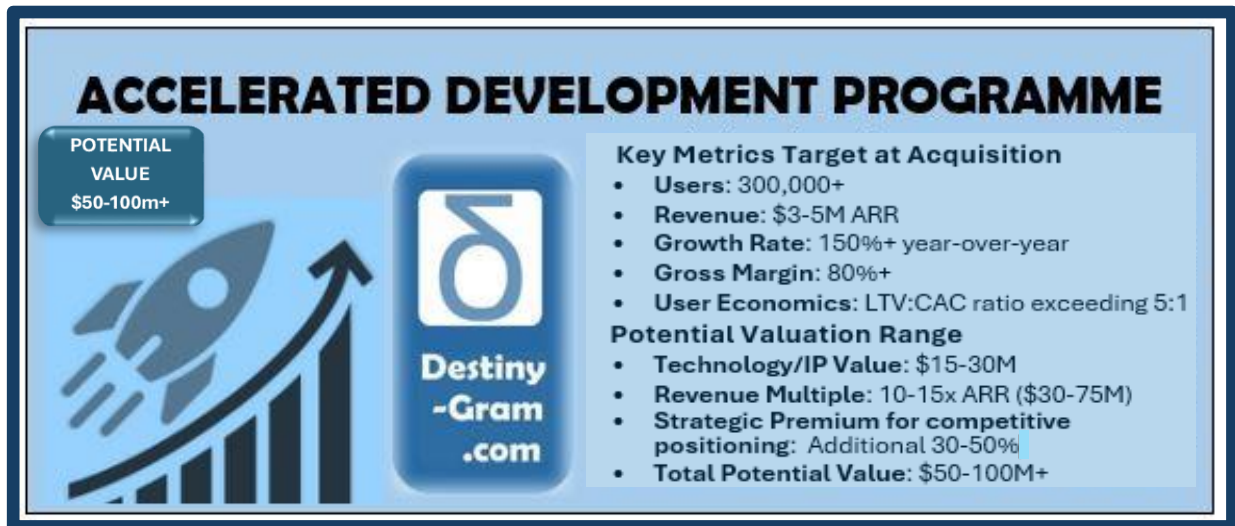 ACCELERATED DEVELOPMENT PROGRAMME
POTENTIAL
VALUE
$50-100m+
δ
Destiny
-Gram
.com
Key Metrics Target at Acquisition
• Users: 300,000+
• Revenue: $3-5M ARR
• Growth Rate: 150%+ year-over-year
• Gross Margin: 80%+
• User Economics: LTV:CAC ratio exceeding 5:1
Potential Valuation Range
• Technology/IP Value: $15-30M
• Revenue Multiple: 10-15x ARR ($30-75M)
• Strategic Premium for competitive
positioning: Additional 30-50%
• Total Potential Value: $50-100M+